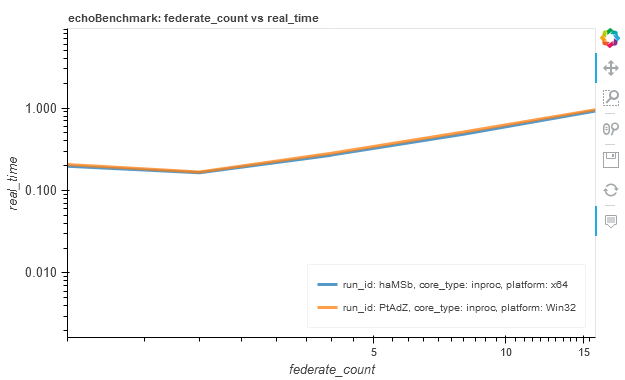 echoBenchmark: federate_count vs real_time
real_time
1.000
0.100
0.010
run_id: haMSb, core_type: inproc, platform: x64
run_id: PtAdZ, core_type: inproc, platform: Win32
5
10
15
federate_count